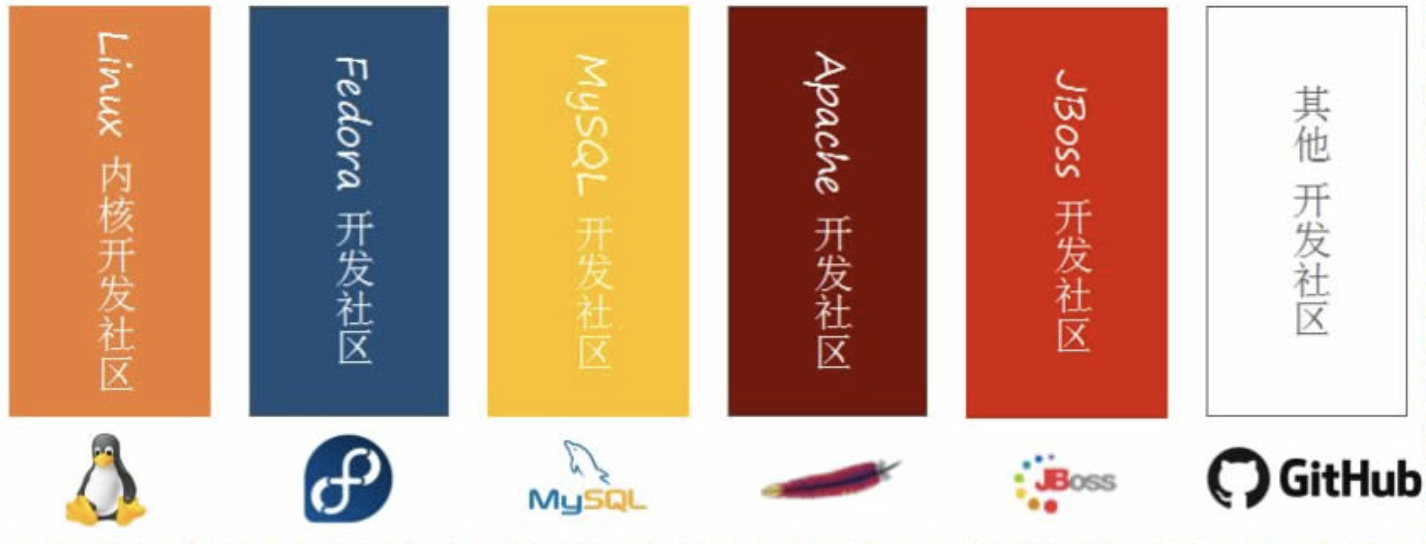 Linux 内核开发社区
Fedora 开发社区
MySQL 开发社区
Apache 开发社区
JBoss 开发社区
其他 开发社区
MySQL
JBoss
GitHub